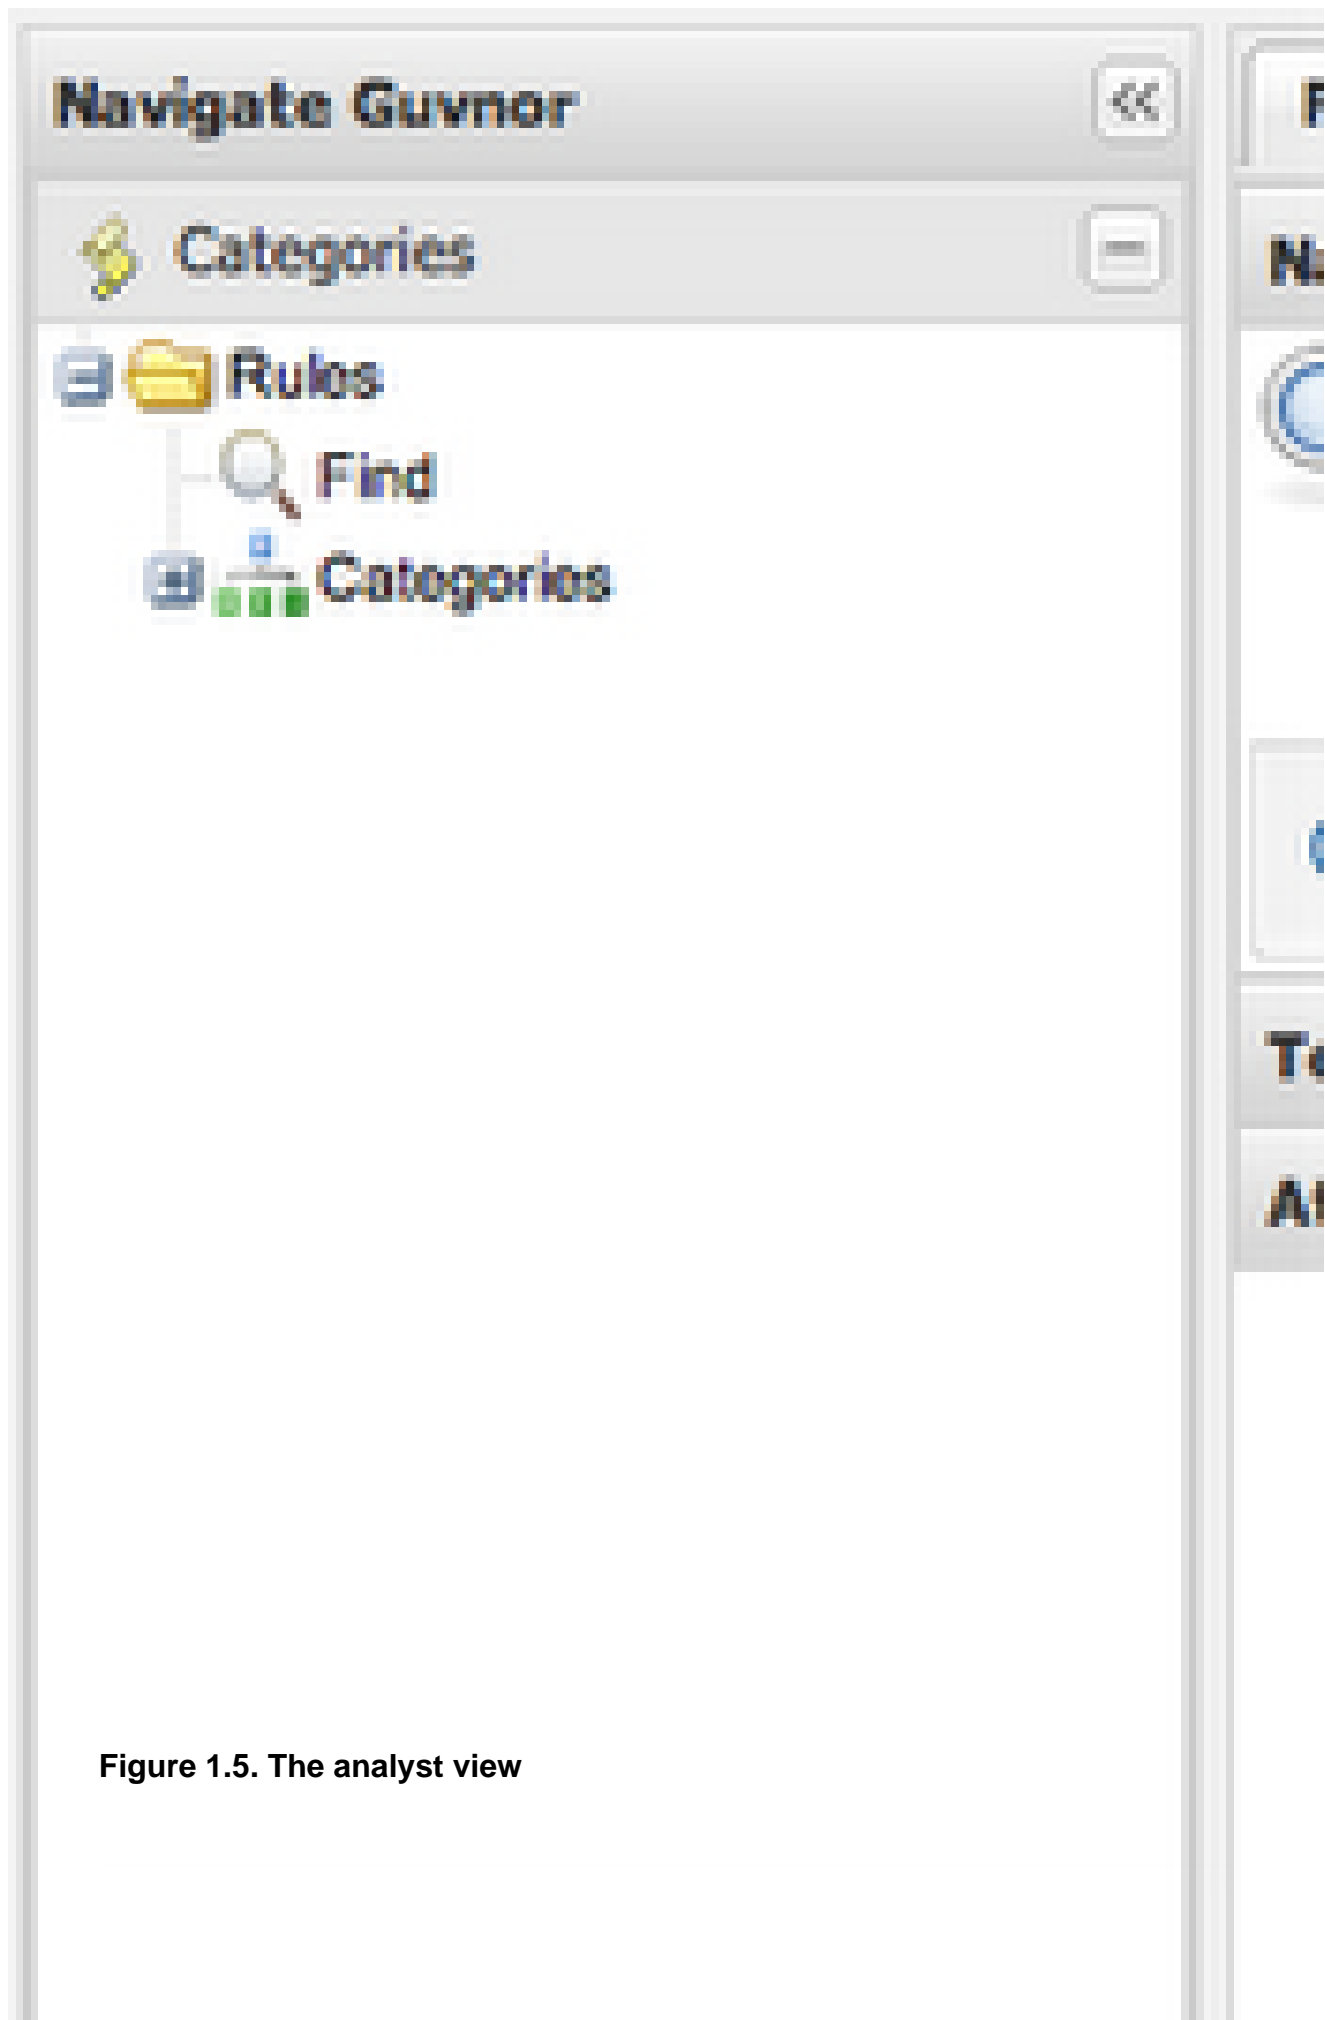 Navigate Guvnor
Categories
Rules
Find
Categories
Figure 1.5. The analyst view